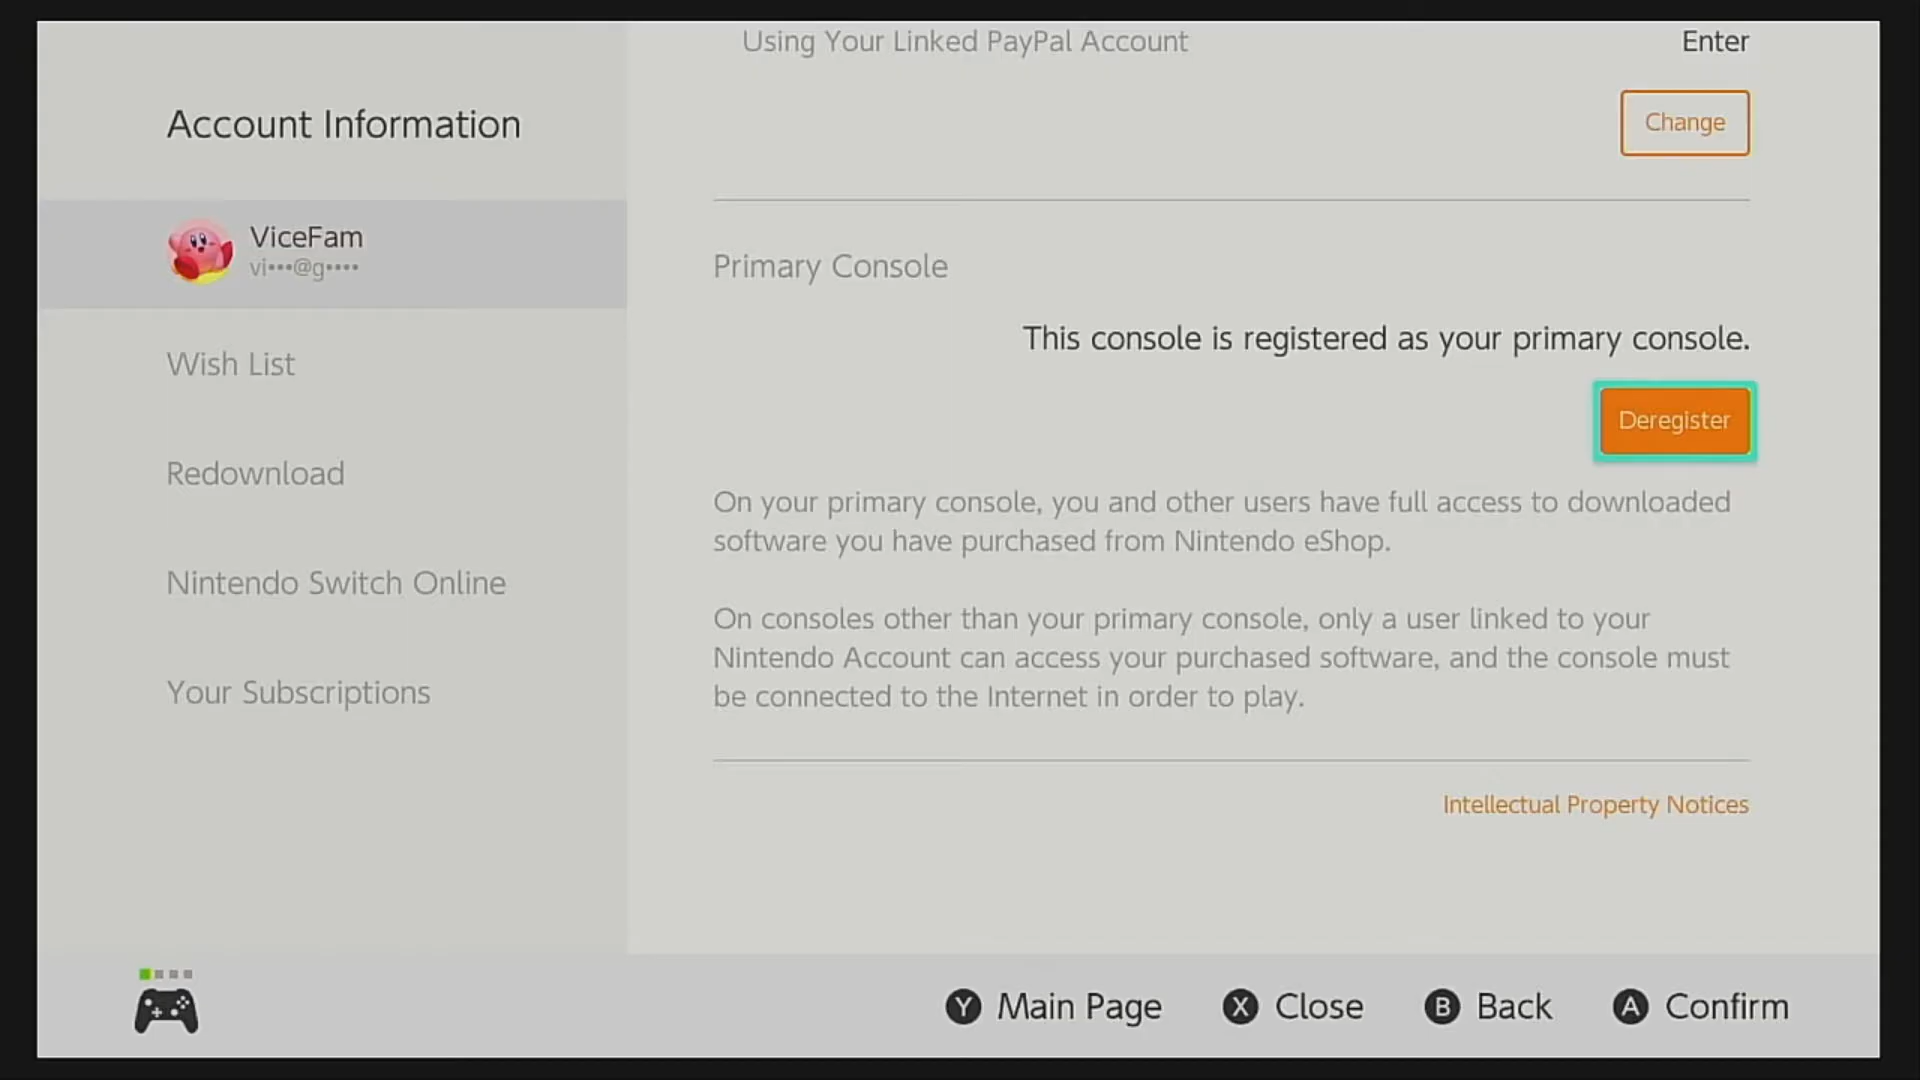 Using Your Linked PayPal Account
Enter
Change
Account Information
ViceFam
vi•••@g••••
Wish List
Redownload
Nintendo Switch Online
Your Subscriptions
Primary Console
This console is registered as your primary console.
Deregister
On your primary console, you and other users have full access to downloaded
software you have purchased from Nintendo eShop.
On consoles other than your primary console, only a user linked to your
Nintendo Account can access your purchased software, and the console must
be connected to the Internet in order to play.
Intellectual Property Notices
Y Main Page
X Close
B Back
A Confirm